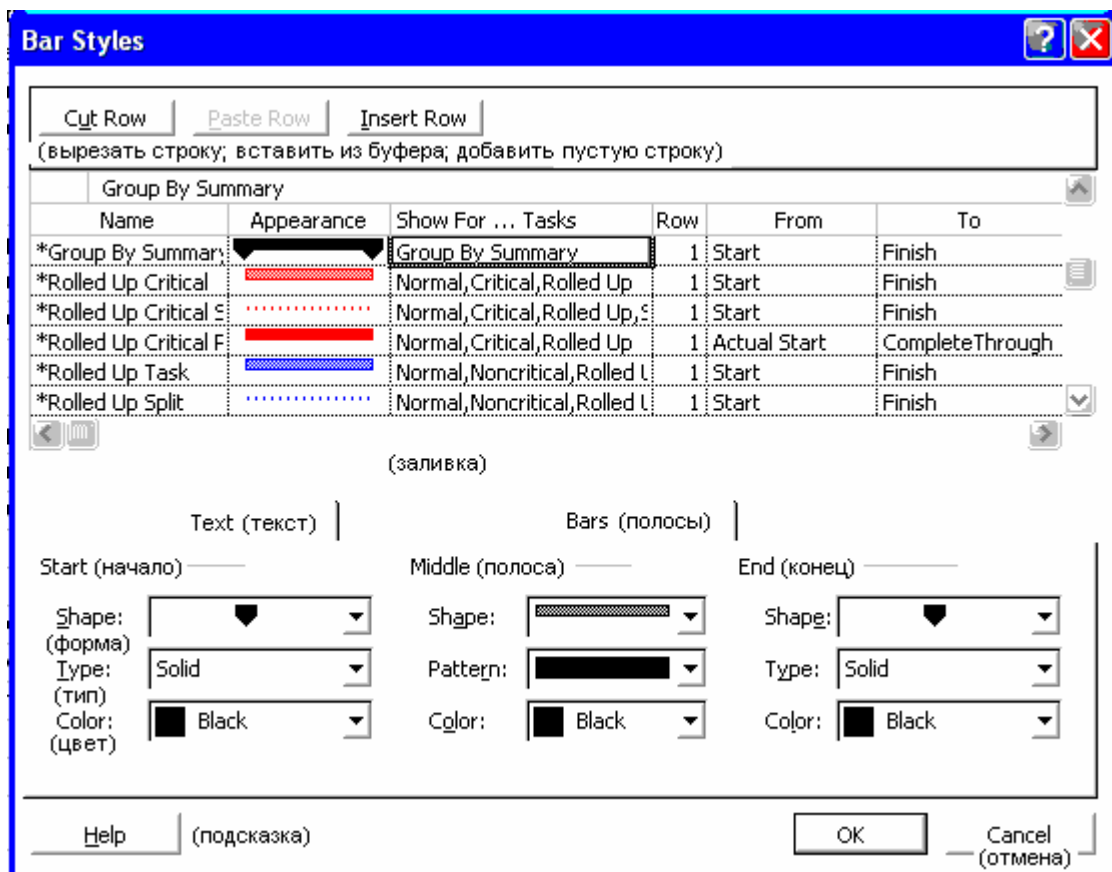 Bar Styles
Cut Row Paste Row Insert Row
(вырезать строку; вставить из буфера; добавить пустую строку)
Group By Summary
Name Appearance Show For ... Tasks Row From To
*Group By Summary Group By Summary 1 Start Finish
*Rolled Up Critical Normal,Critical,Rolled Up 1 Start Finish
*Rolled Up Critical S Normal,Critical,Rolled Up,S 1 Start Finish
*Rolled Up Critical P Normal,Critical,Rolled Up 1 Actual Start CompleteThrough
*Rolled Up Task Normal,Noncritical,Rolled U 1 Start Finish
*Rolled Up Split Normal,Noncritical,Rolled U 1 Start Finish
(заливка)
Text (текст) Bars (полосы)
Start (начало) Middle (полоса) End (конец)
Shape: Shape: Shape:
(форма)
Type: Solid Pattern: Type: Solid
(тип)
Color: Black Color: Black Color: Black
(цвет)
Help (подсказка) OK Cancel
(отмена)